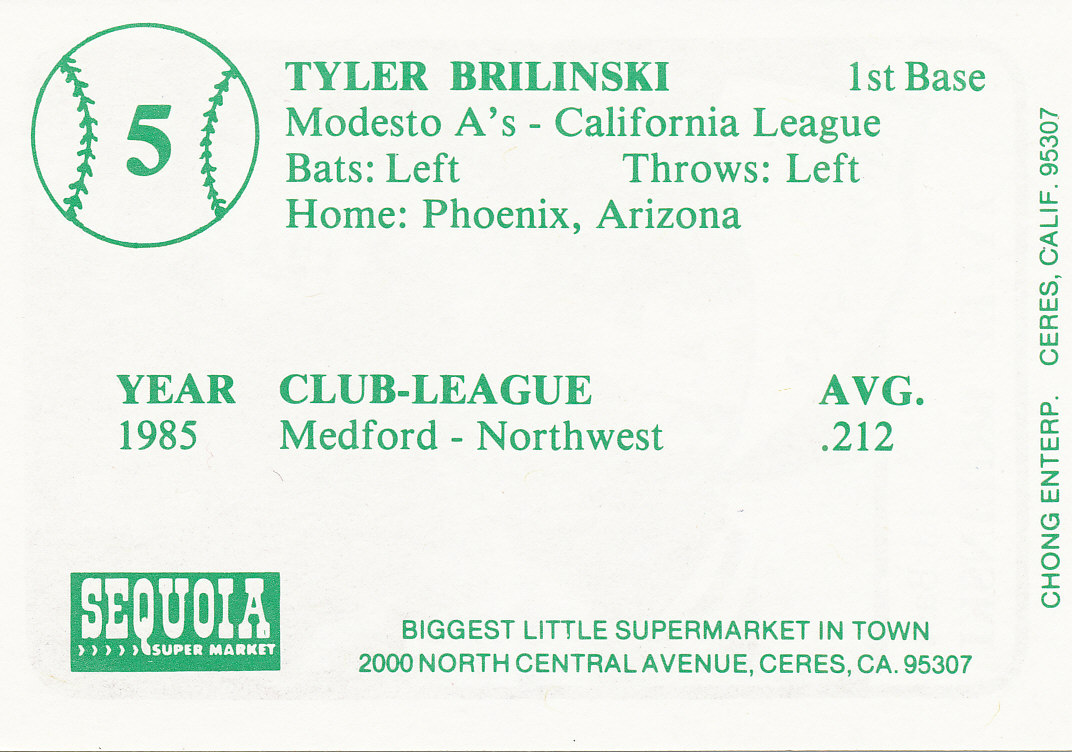 5
TYLER BRILINSKI 1st Base
Modesto A's - California League
Bats: Left Throws: Left
Home: Phoenix, Arizona
YEAR CLUB-LEAGUE AVG.
1985 Medford - Northwest .212
SEQUOIA
SUPER MARKET
BIGGEST LITTLE SUPERMARKET IN TOWN
2000 NORTH CENTRAL AVENUE, CERES, CA. 95307
CHONG ENTERP. CERES, CALIF. 95307